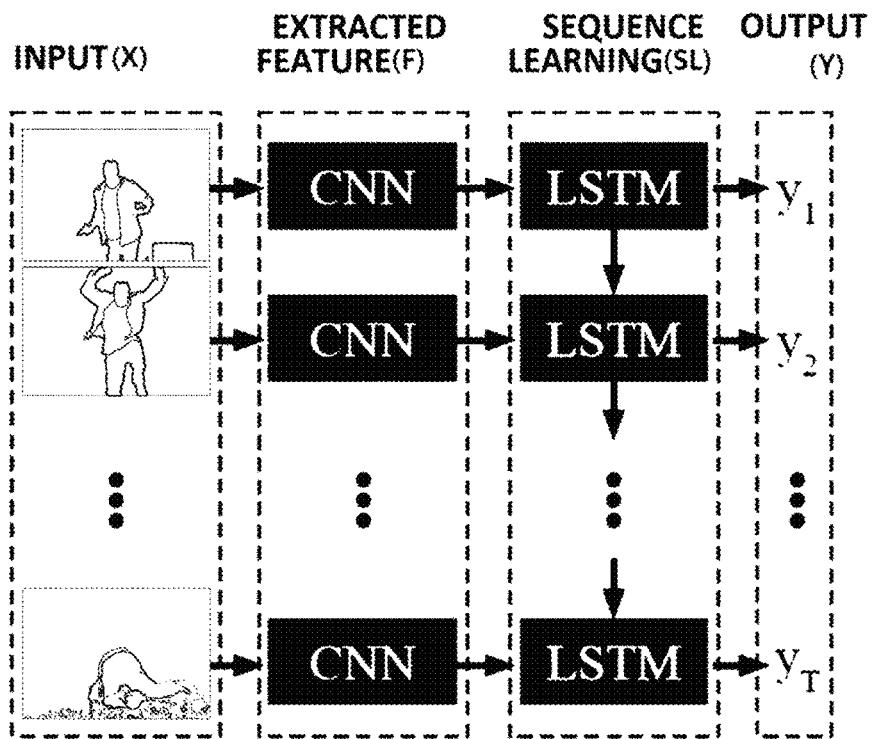 INPUT(X)
EXTRACTED
FEATURE(F)
SEQUENCE
LEARNING(SL)
OUTPUT
(Y)
CNN
LSTM
y1
CNN
LSTM
y2
CNN
LSTM
yT